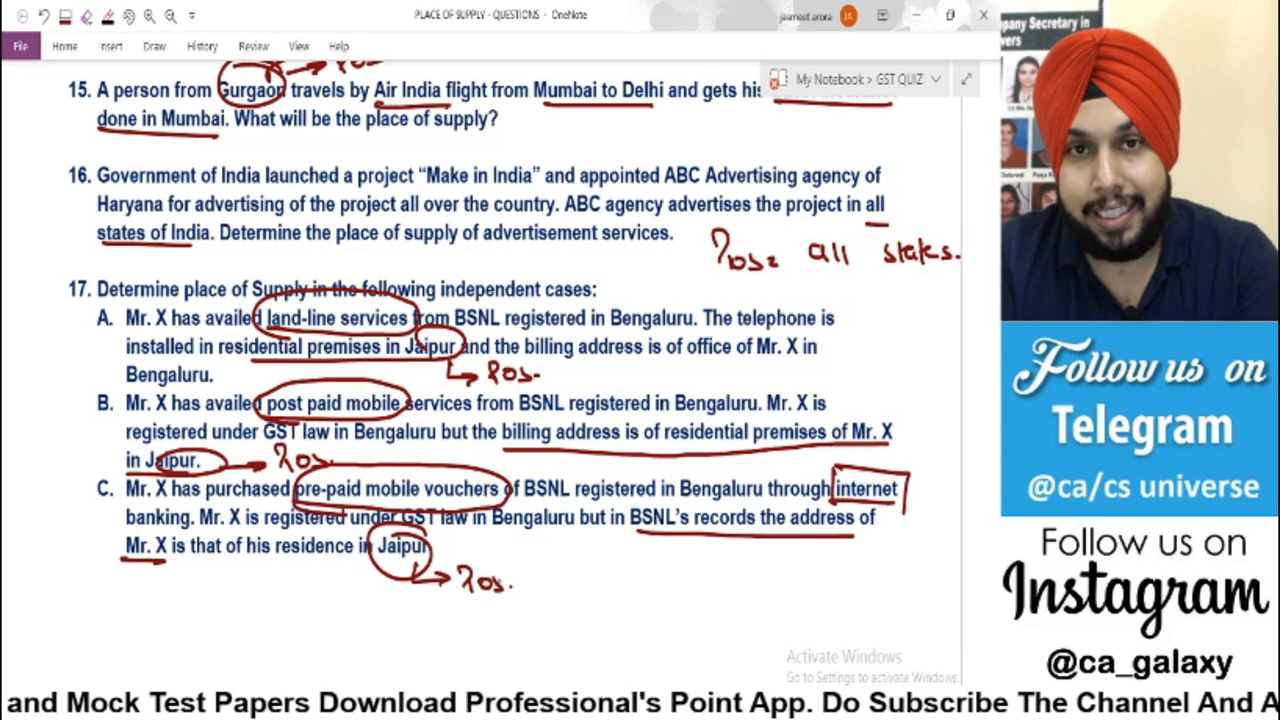 PLACE OF SUPPLY - QUESTIONS - OneNote
jasmeet arora JA
File Home Insert Draw History Review View Help
My Notebook > GST QUIZ
15. A person from Gurgaon travels by Air India flight from Mumbai to Delhi and gets his
done in Mumbai. What will be the place of supply?
16. Government of India launched a project “Make in India” and appointed ABC Advertising agency of
Haryana for advertising of the project all over the country. ABC agency advertises the project in all
states of India. Determine the place of supply of advertisement services.
Pos= all states.
17. Determine place of Supply in the following independent cases:
A. Mr. X has availed land-line services from BSNL registered in Bengaluru. The telephone is
installed in residential premises in Jaipur and the billing address is of office of Mr. X in
Bengaluru.
Pos.
B. Mr. X has availed post paid mobile services from BSNL registered in Bengaluru. Mr. X is
registered under GST law in Bengaluru but the billing address is of residential premises of Mr. X
in Jaipur.
Pos.
C. Mr. X has purchased pre-paid mobile vouchers of BSNL registered in Bengaluru through internet
banking. Mr. X is registered under GST law in Bengaluru but in BSNL's records the address of
Mr. X is that of his residence in Jaipur
Pos.
Activate Windows
Go to Settings to activate Windows.
Follow us on
Telegram
@ca/cs universe
Follow us on
Instagram
@ca_galaxy
and Mock Test Papers Download Professional's Point App. Do Subscribe The Channel And A